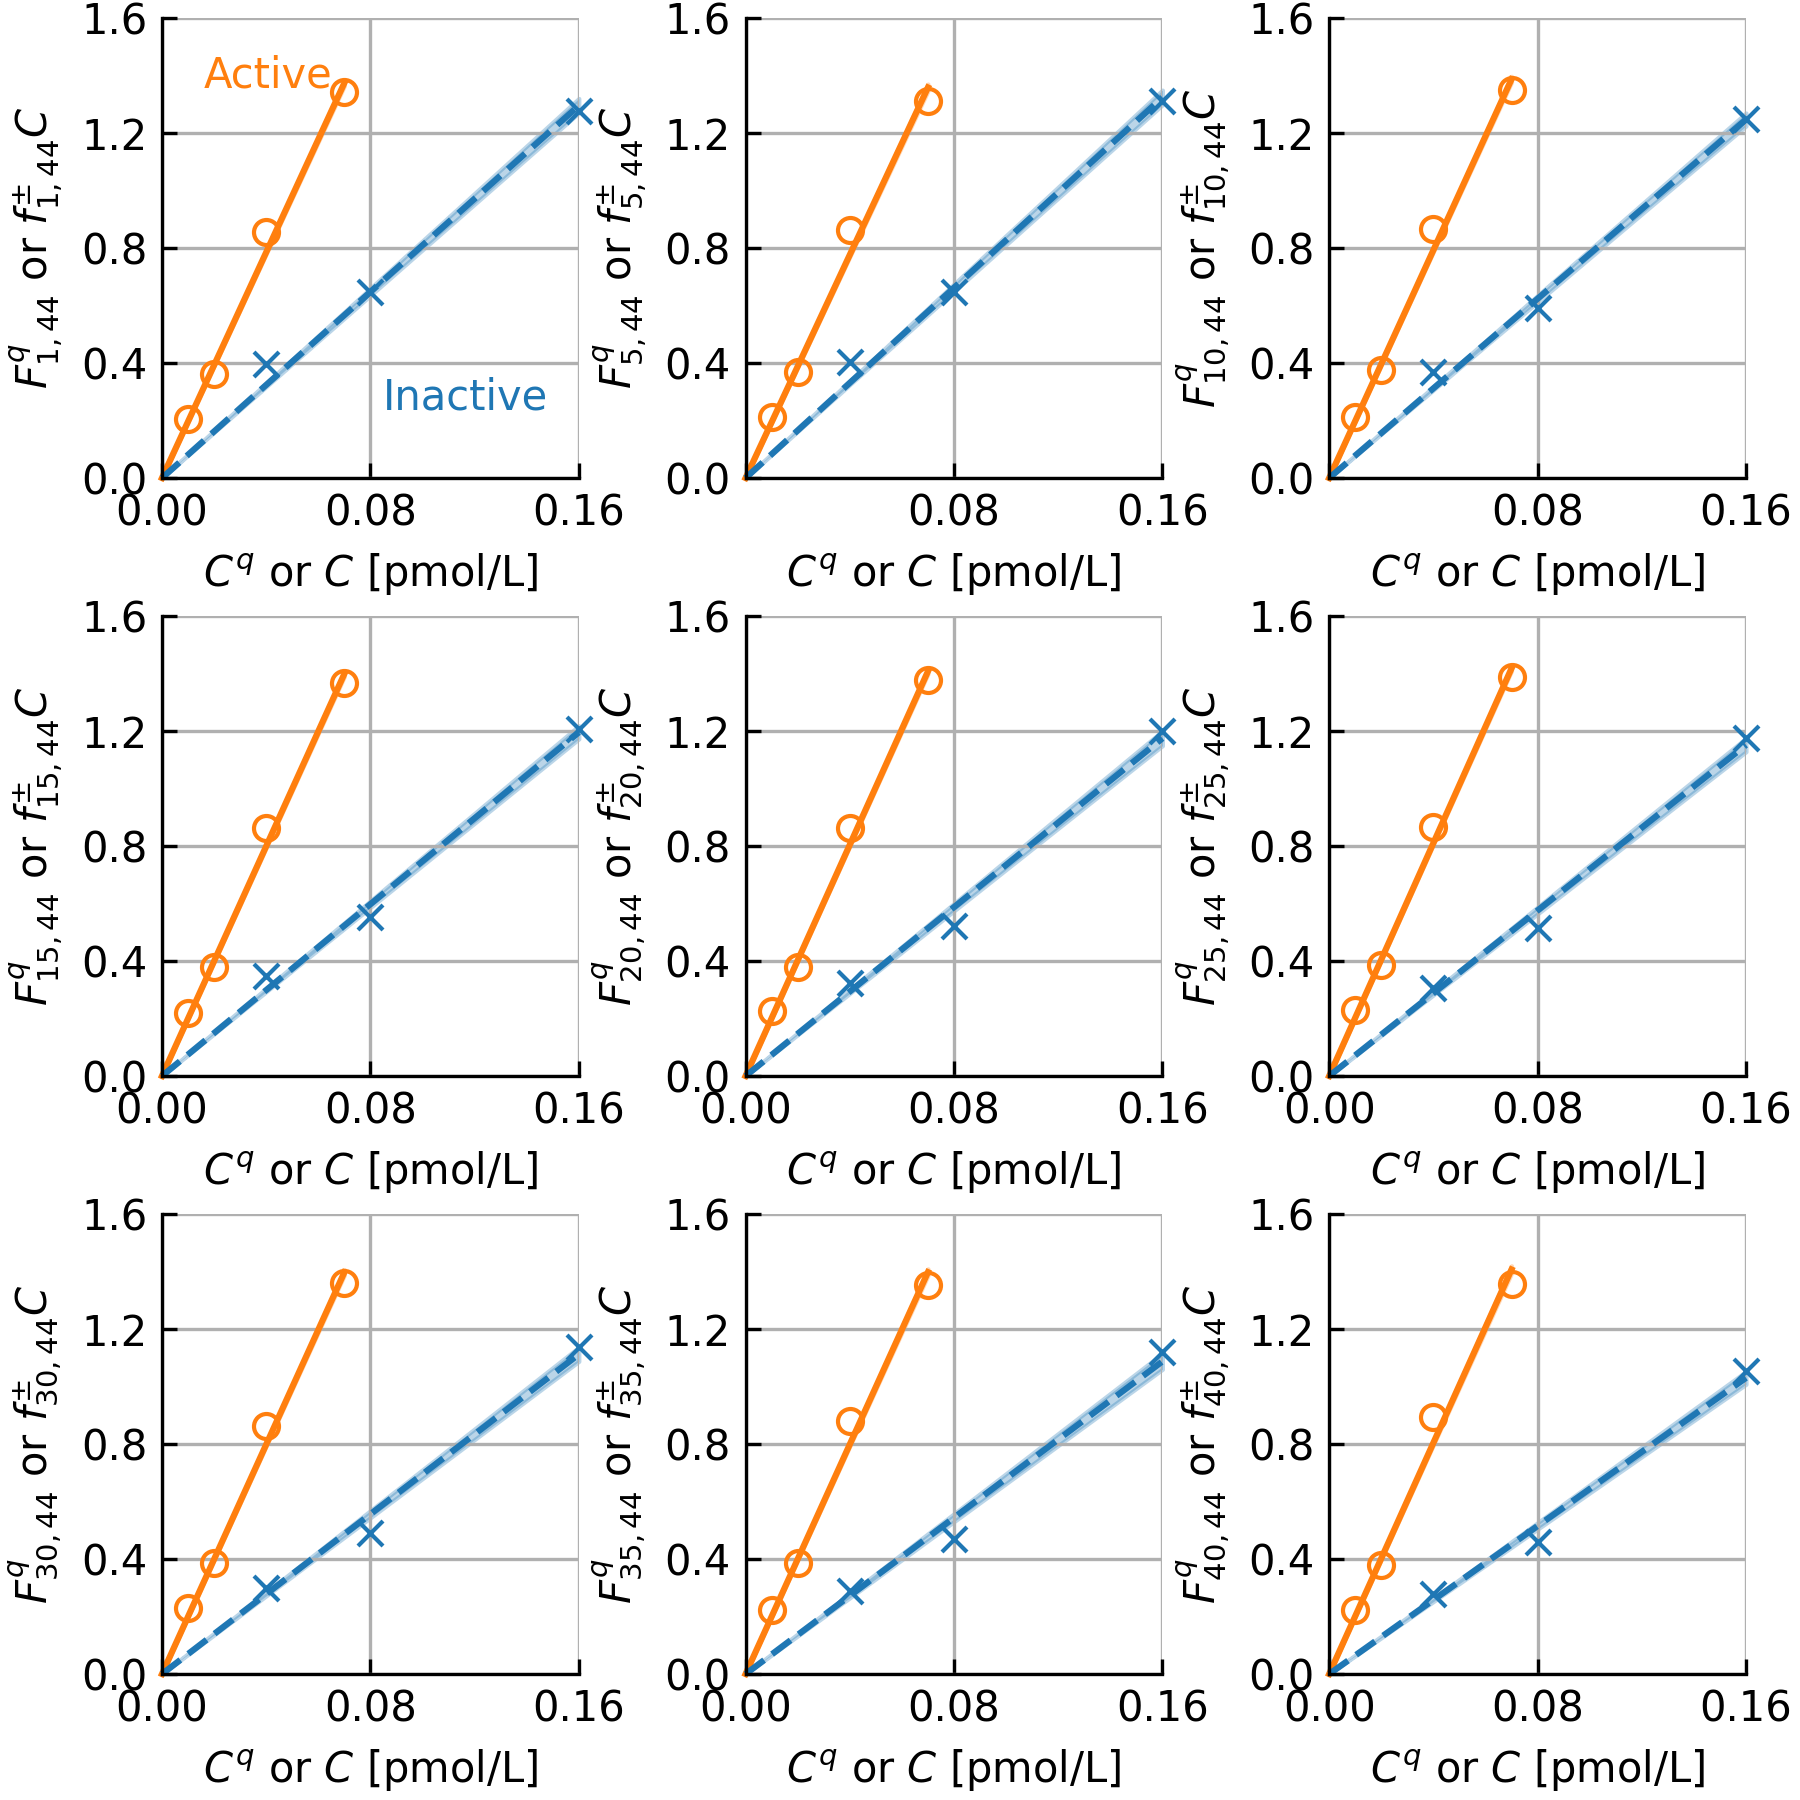 1.6 1.2 0.8 0.4 0.0
F^q_{1, 44} or f^±_{1, 44}C
Active
Inactive
0.00 0.08 0.16
C^q or C [pmol/L]
1.6 1.2 0.8 0.4 0.0
F^q_{5, 44} or f^±_{5, 44}C
0.00 0.08 0.16
C^q or C [pmol/L]
1.6 1.2 0.8 0.4 0.0
F^q_{10, 44} or f^±_{10, 44}C
0.00 0.08 0.16
C^q or C [pmol/L]
1.6 1.2 0.8 0.4 0.0
F^q_{15, 44} or f^±_{15, 44}C
0.00 0.08 0.16
C^q or C [pmol/L]
1.6 1.2 0.8 0.4 0.0
F^q_{20, 44} or f^±_{20, 44}C
0.00 0.08 0.16
C^q or C [pmol/L]
1.6 1.2 0.8 0.4 0.0
F^q_{25, 44} or f^±_{25, 44}C
0.00 0.08 0.16
C^q or C [pmol/L]
1.6 1.2 0.8 0.4 0.0
F^q_{30, 44} or f^±_{30, 44}C
0.00 0.08 0.16
C^q or C [pmol/L]
1.6 1.2 0.8 0.4 0.0
F^q_{35, 44} or f^±_{35, 44}C
0.00 0.08 0.16
C^q or C [pmol/L]
1.6 1.2 0.8 0.4 0.0
F^q_{40, 44} or f^±_{40, 44}C
0.00 0.08 0.16
C^q or C [pmol/L]